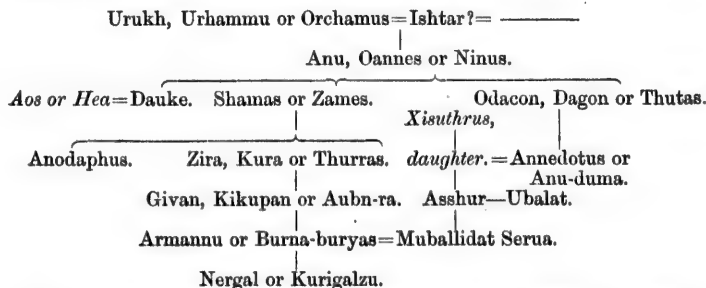 Urukh, Urhammu or Orchamus=Ishtar?= ———
Anu, Oannes or Ninus.
Aos or Hea=Dauke. Shamas or Zames. Odacon, Dagon or Thutas.
Xisuthrus,
Anodaphus. Zira, Kura or Thurras. daughter.=Annedotus or
Anu-duma.
Givan, Kikupan or Aubn-ra. Asshur—Ubalat.
Armannu or Burna-buryas=Muballidat Serua.
Nergal or Kurigalzu.